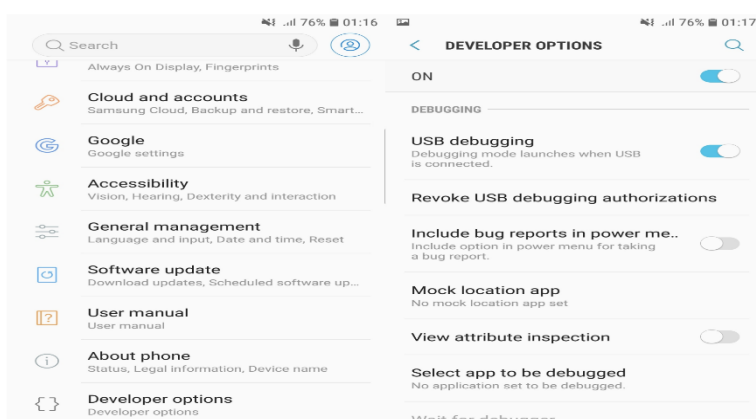 76% 01:16
Search
Always On Display, Fingerprints
Cloud and accounts
Samsung Cloud, Backup and restore, Smart...
Google
Google settings
Accessibility
Vision, Hearing, Dexterity and interaction
General management
Language and input, Date and time, Reset
Software update
Download updates, Scheduled software up...
User manual
User manual
About phone
Status, Legal information, Device name
Developer options
Developer options
76% 01:17
DEVELOPER OPTIONS
ON
DEBUGGING
USB debugging
Debugging mode launches when USB
is connected.
Revoke USB debugging authorizations
Include bug reports in power me..
Include option in power menu for taking
a bug report.
Mock location app
No mock location app set
View attribute inspection
Select app to be debugged
No application set to be debugged.
Wait for debugger